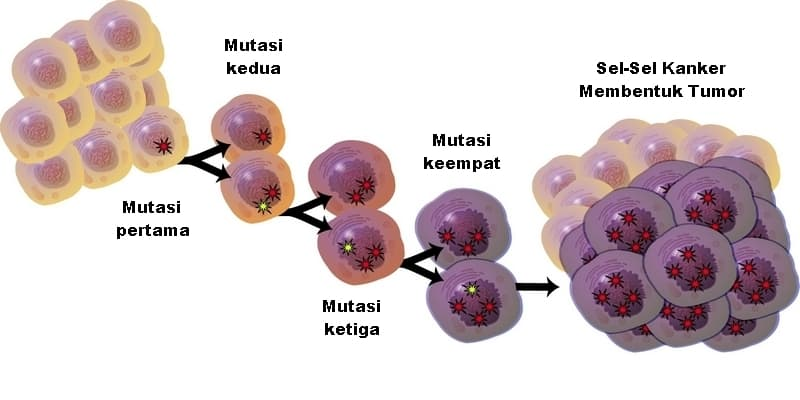 Mutasi
pertama
Mutasi
kedua
Mutasi
ketiga
Mutasi
keempat
Sel-Sel Kanker
Membentuk Tumor